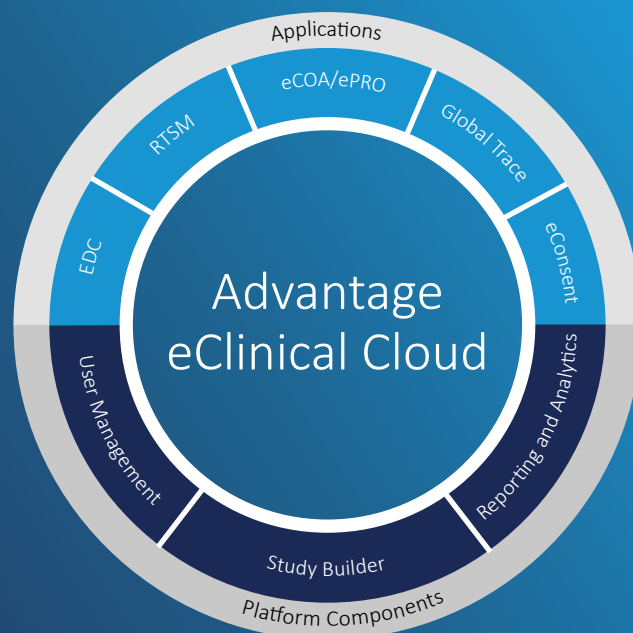 Applications
EDC
RTSM
eCOA/ePRO
Global Trace
eConsent
Advantage
eClinical Cloud
User Management
Study Builder
Reporting and Analytics
Platform Components